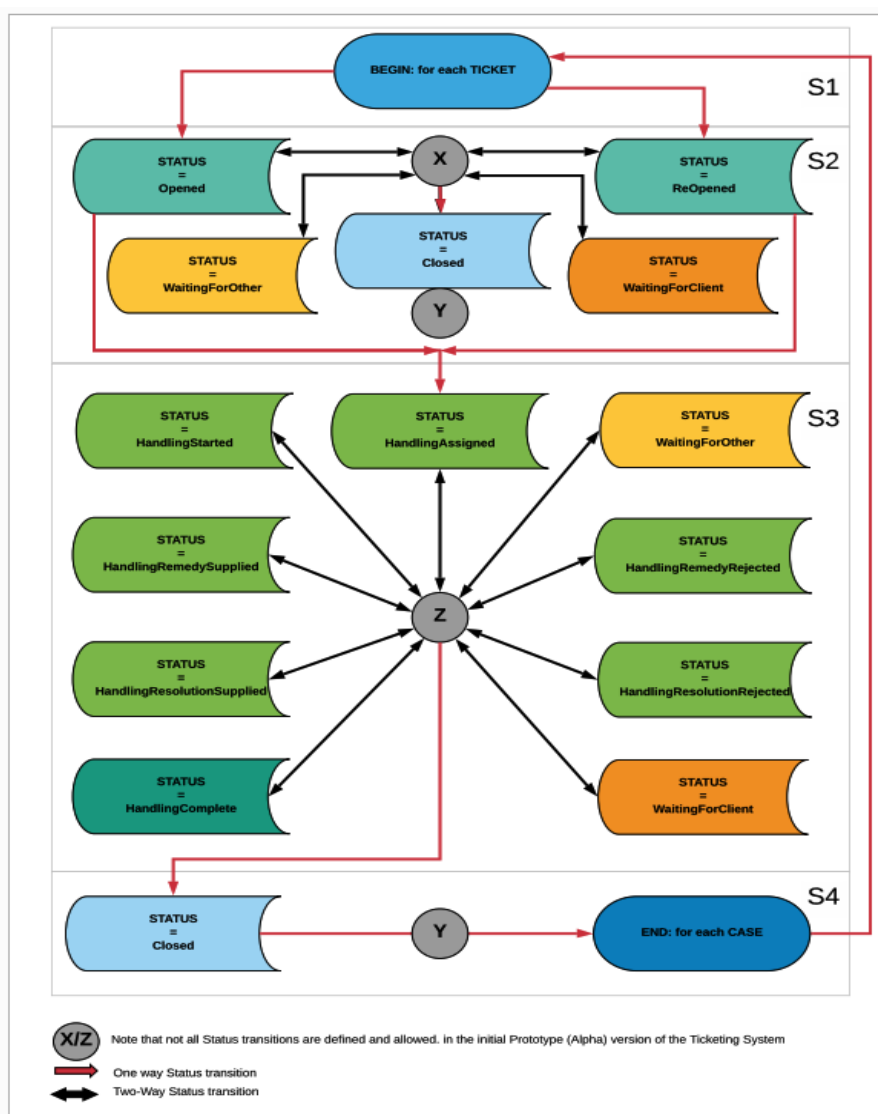 BEGIN: for each TICKET
S1
STATUS
=
Opened
X
STATUS
=
ReOpened
S2
STATUS
=
WaitingForOther
STATUS
=
Closed
STATUS
=
WaitingForClient
Y
STATUS
=
HandlingStarted
STATUS
=
HandlingAssigned
STATUS
=
WaitingForOther
S3
STATUS
=
HandlingRemedySupplied
STATUS
=
HandlingRemedyRejected
Z
STATUS
=
HandlingResolutionSupplied
STATUS
=
HandlingResolutionRejected
STATUS
=
HandlingComplete
STATUS
=
WaitingForClient
S4
STATUS
=
Closed
Y
END: for each CASE
X/Z
Note that not all Status transitions are defined and allowed. in the initial Prototype (Alpha) version of the Ticketing System
One way Status transition
Two-Way Status transition